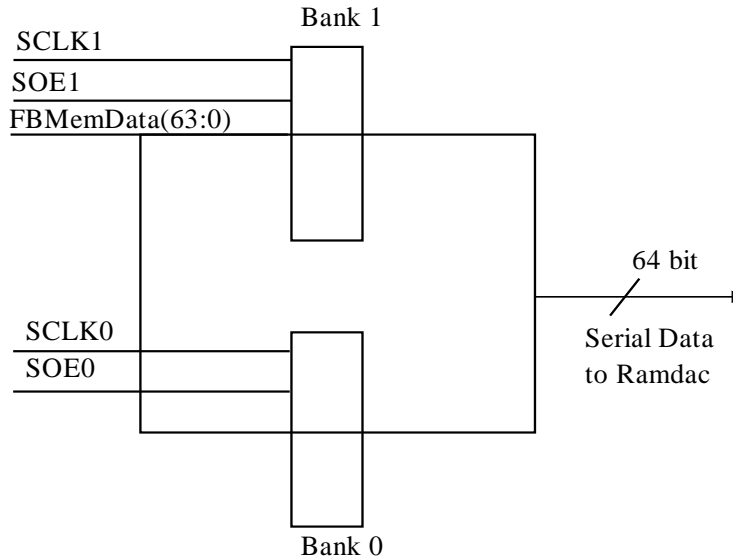 Bank 1
SCLK1
SOE1
FBMemData(63:0)
64 bit
SCLK0
Serial Data
SOE0
to Ramdac
Bank 0